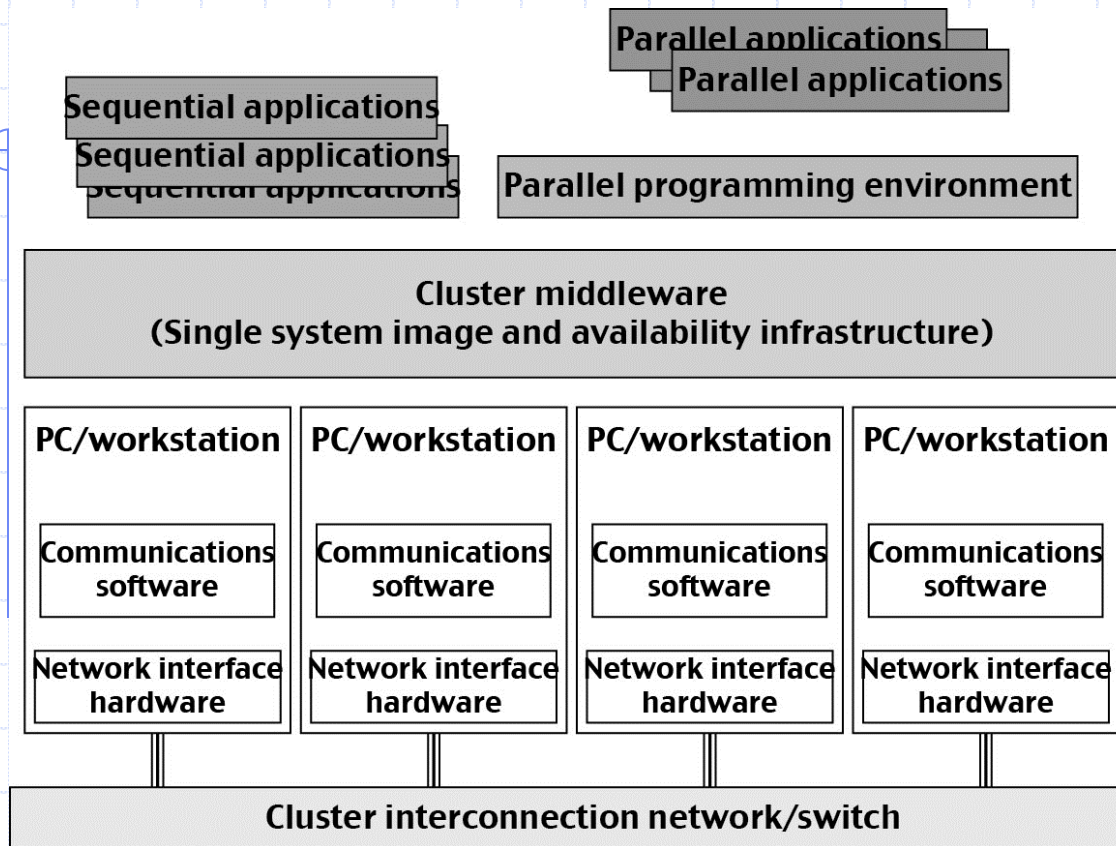 Parallel applications
Parallel applications
Sequential applications
Sequential applications
Sequential applications
Parallel programming environment
Cluster middleware
(Single system image and availability infrastructure)
PC/workstation
Communications
software
Network interface
hardware
PC/workstation
Communications
software
Network interface
hardware
PC/workstation
Communications
software
Network interface
hardware
PC/workstation
Communications
software
Network interface
hardware
Cluster interconnection network/switch